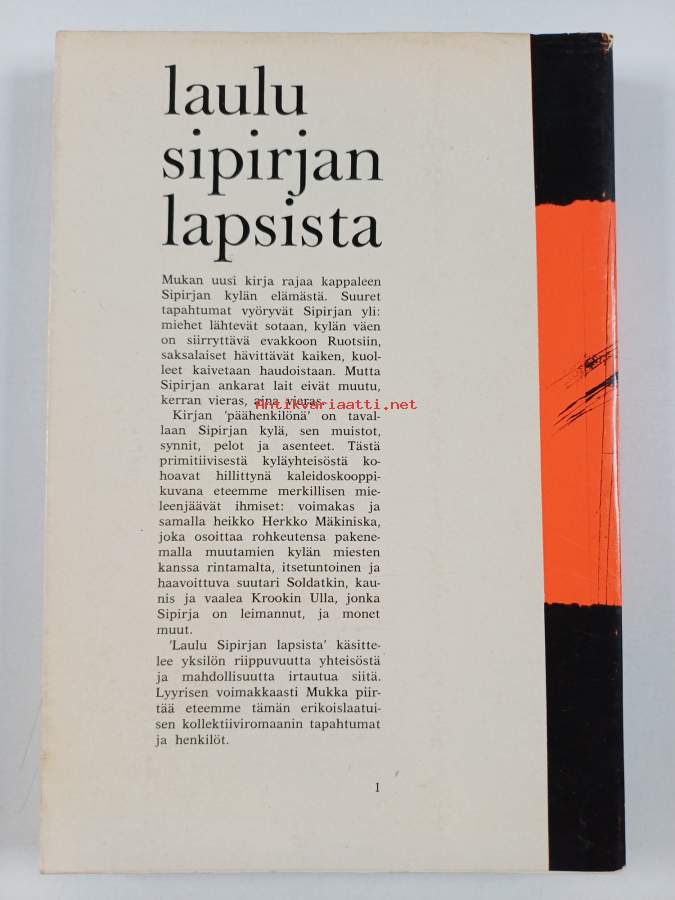 laulu
sipirjan
lapsista
Mukan uusi kirja rajaa kappaleen
Sipirjan kylän elämästä. Suuret
tapahtumat vyöryvät Sipirjan yli:
miehet lähtevät sotaan, kylän väen
on siirryttävä evakkoon Ruotsiin,
saksalaiset hävittävät kaiken, kuol-
leet kaivetaan haudoistaan. Mutta
Sipirjan ankarat lait eivät muutu,
kerran vieras, aina vieras.
Antikvariaatti.net
Kirjan 'päähenkilönä' on taval-
laan Sipirjan kylä, sen muistot,
synnit, pelot ja asenteet. Tästä
primitiivisestä kyläyhteisöstä ko-
hoavat hillittynä kaleidoskooppi-
kuvana eteemme merkillisen mie-
leenjäävät ihmiset: voimakas ja
samalla heikko Herkko Mäkiniska,
joka osoittaa rohkeutensa pakene-
malla muutamien kylän miesten
kanssa rintamalta, itsetuntoinen ja
haavoittuva suutari Soldatkin, kau-
nis ja vaalea Krookin Ulla, jonka
Sipirja on leimannut, ja monet
muut.
'Laulu Sipirjan lapsista' käsitte-
lee yksilön riippuvuutta yhteisöstä
ja mahdollisuutta irtautua siitä.
Lyyrisen voimakkaasti Mukka piir-
tää eteemme tämän erikoislaatui-
sen kollektiiviromaanin tapahtumat
ja henkilöt.
1